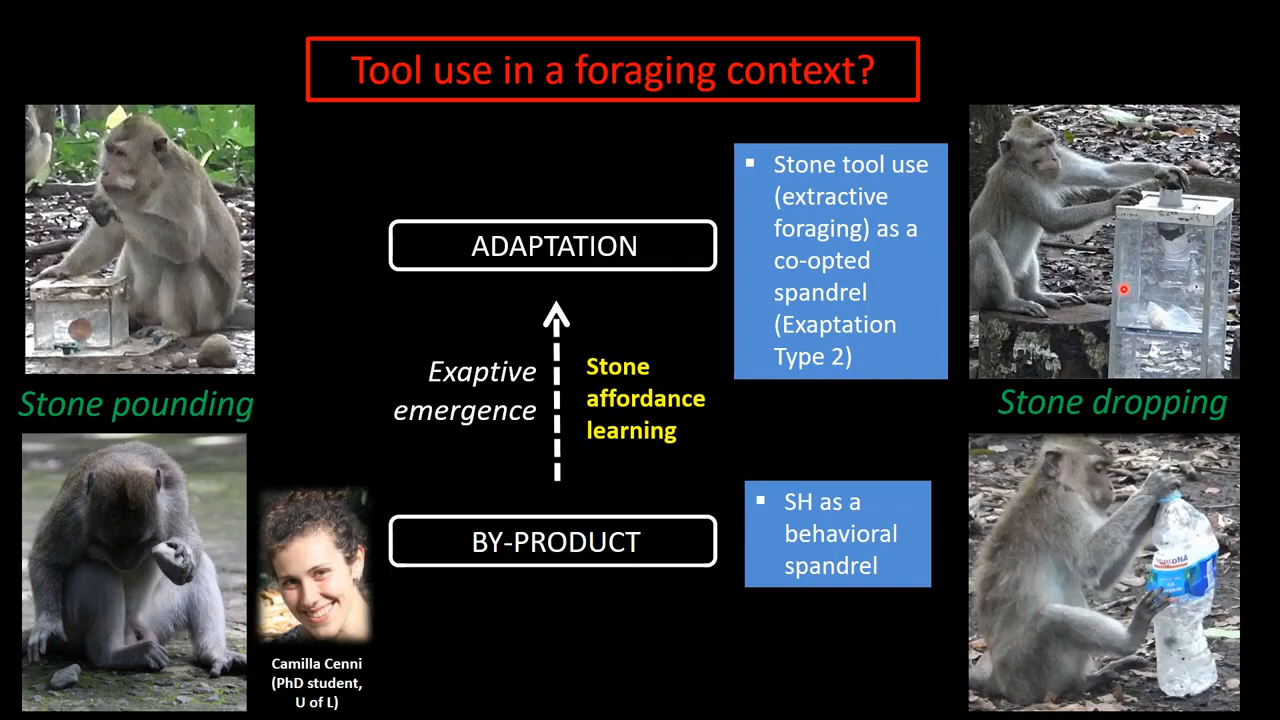 Tool use in a foraging context?
ADAPTATION
▪ Stone tool use
(extractive
foraging) as a
co-opted
spandrel
(Exaptation
Type 2)
Exaptive
emergence
Stone
affordance
learning
Stone pounding
Stone dropping
BY-PRODUCT
▪ SH as a
behavioral
spandrel
Camilla Cenni
(PhD student,
U of L)